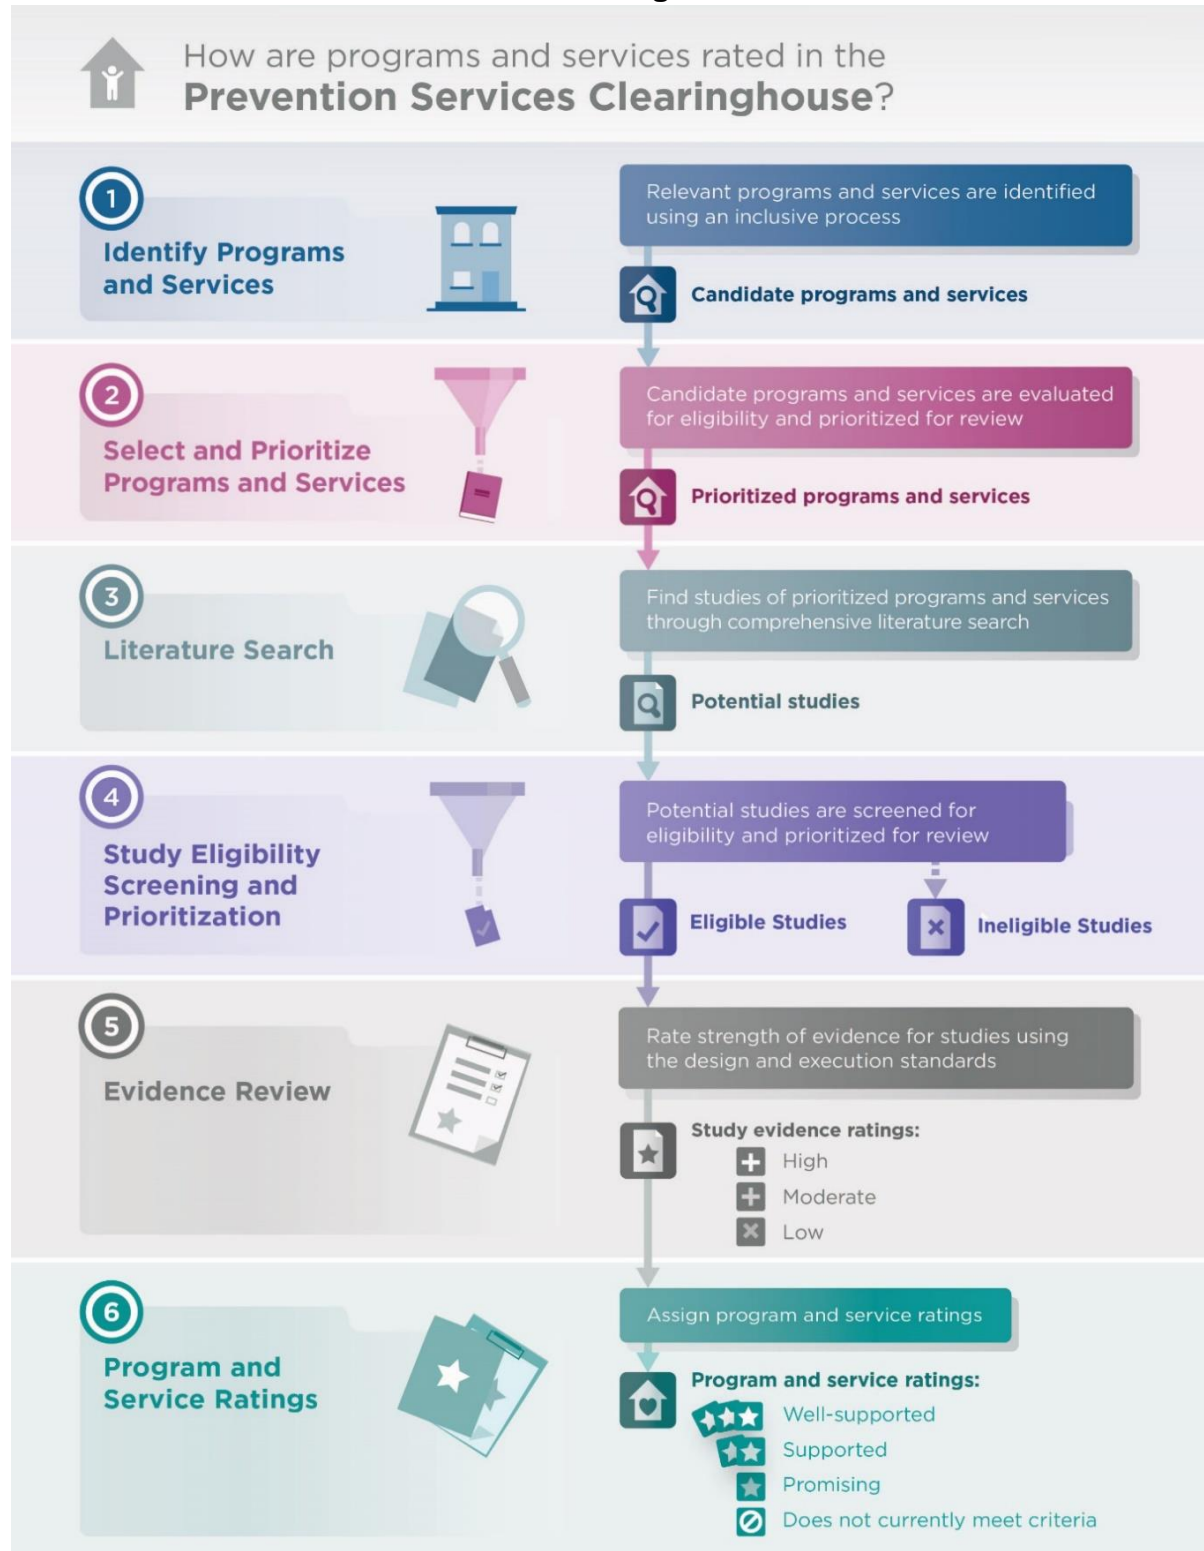 How are programs and services rated in the
Prevention Services Clearinghouse?
1
Identify Programs
and Services
Relevant programs and services are identified
using an inclusive process
Candidate programs and services
2
Select and Prioritize
Programs and Services
Candidate programs and services are evaluated
for eligibility and prioritized for review
Prioritized programs and services
3
Literature Search
Find studies of prioritized programs and services
through comprehensive literature search
Potential studies
4
Study Eligibility
Screening and
Prioritization
Potential studies are screened for
eligibility and prioritized for review
Eligible Studies
Ineligible Studies
5
Evidence Review
Rate strength of evidence for studies using
the design and execution standards
Study evidence ratings:
High
Moderate
Low
6
Program and
Service Ratings
Assign program and service ratings
Program and service ratings:
Well-supported
Supported
Promising
Does not currently meet criteria